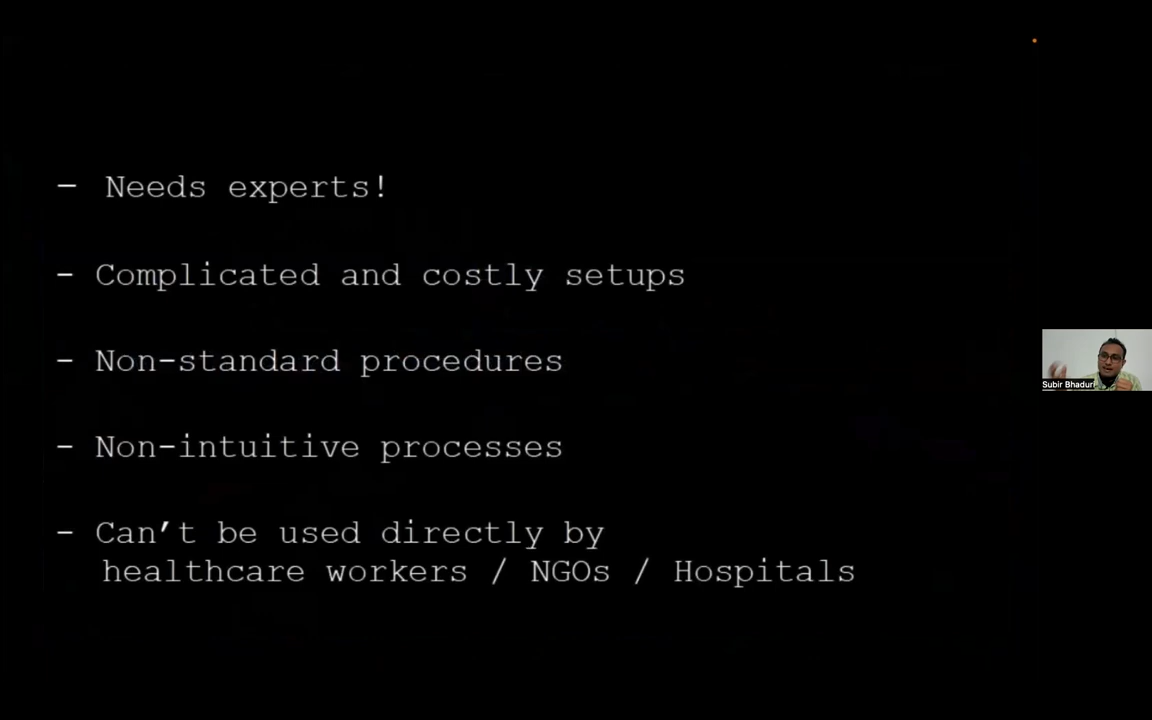 - Needs experts!
- Complicated and costly setups
- Non-standard procedures
- Non-intuitive processes
- Can't be used directly by
healthcare workers / NGOs / Hospitals
Subir Bhaduri